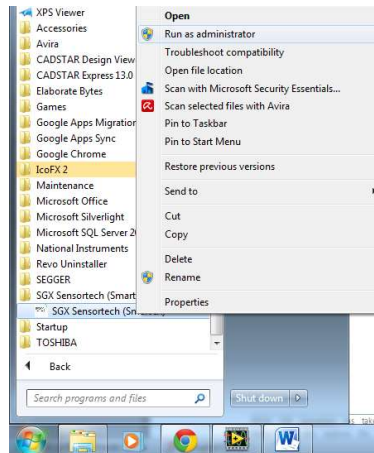 XPS Viewer
Accessories
Avira
CADSTAR Design View
CADSTAR Express 13.0
Elaborate Bytes
Games
Google Apps Migration
Google Apps Sync
Google Chrome
IcoFX 2
Maintenance
Microsoft Office
Microsoft Silverlight
Microsoft SQL Server 20
National Instruments
Revo Uninstaller
SEGGER
SGX Sensortech (Smart
SGX Sensortech
Startup
TOSHIBA
Back
Search programs and files
Shut down
Open
Run as administrator
Troubleshoot compatibility
Open file location
Scan with Microsoft Security Essentials...
Scan selected files with Avira
Pin to Taskbar
Pin to Start Menu
Restore previous versions
Send to
Cut
Copy
Delete
Rename
Properties